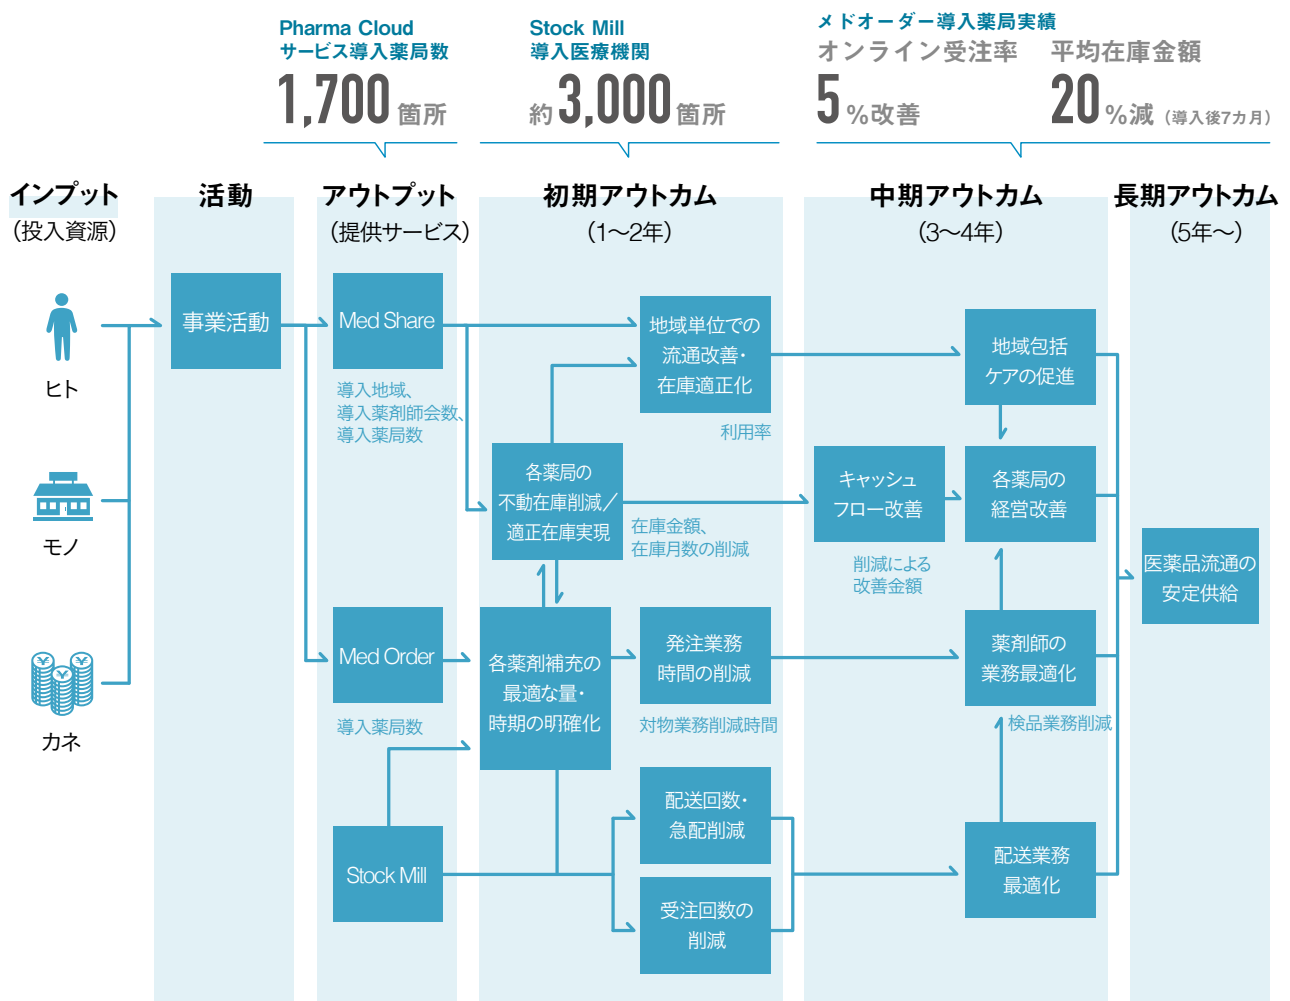 Pharma Cloud
サービス導入薬局数
1,700 箇所
Stock Mill
導入医療機関
約3,000箇所
メドオーダー導入薬局実績
オンライン受注率
5%改善
平均在庫金額
20%減（導入後7カ月）
インプット
（投入資源）
活動
アウトプット
（提供サービス）
初期アウトカム
（1〜2年）
中期アウトカム
（3〜4年）
長期アウトカム
（5年〜）
ヒト
モノ
カネ
事業活動
Med Share
導入地域、
導入薬剤師会数、
導入薬局数
Med Order
導入薬局数
Stock Mill
地域単位での
流通改善・
在庫適正化
利用率
各薬局の
不動在庫削減／
適正在庫実現
在庫金額、
在庫月数の削減
各薬剤補充の
最適な量・
時期の明確化
発注業務
時間の削減
対物業務削減時間
配送回数・
急配削減
受注回数の
削減
地域包括
ケアの促進
キャッシュ
フロー改善
削減による
改善金額
各薬局の
経営改善
薬剤師の
業務最適化
検品業務削減
配送業務
最適化
医薬品流通の
安定供給